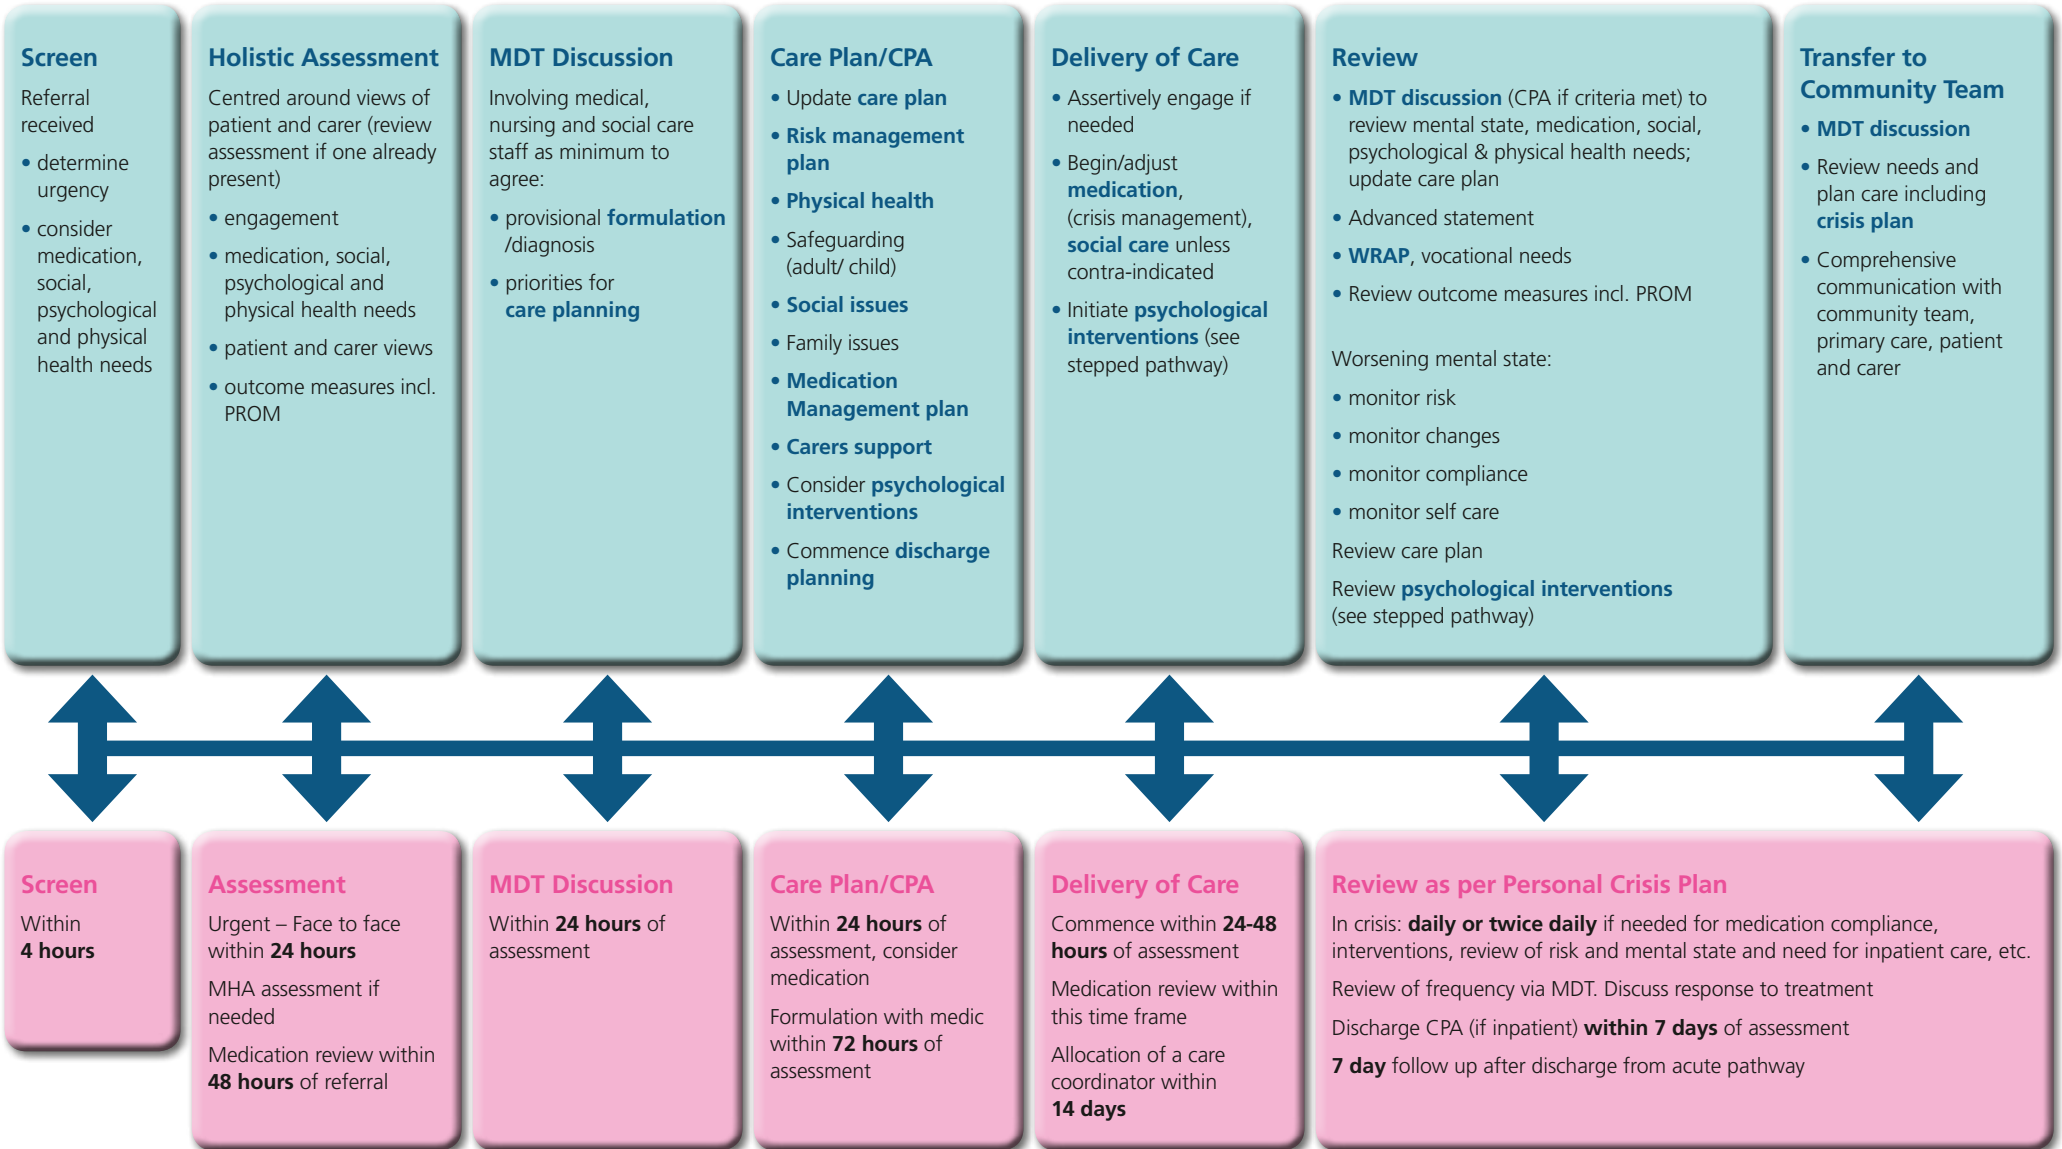 Screen
Referral
received
• determine
urgency
• consider
medication,
social,
psychological
and physical
health needs
Holistic Assessment
Centred around views of
patient and carer (review
assessment if one already
present)
• engagement
• medication, social,
psychological and
physical health needs
• patient and carer views
• outcome measures incl.
PROM
MDT Discussion
Involving medical,
nursing and social care
staff as minimum to
agree:
• provisional formulation
/diagnosis
• priorities for
care planning
Care Plan/CPA
• Update care plan
• Risk management
plan
• Physical health
• Safeguarding
(adult/ child)
• Social issues
• Family issues
• Medication
Management plan
• Carers support
• Consider psychological
interventions
• Commence discharge
planning
Delivery of Care
• Assertively engage if
needed
• Begin/adjust
medication,
(crisis management),
social care unless
contra-indicated
• Initiate psychological
interventions (see
stepped pathway)
Review
• MDT discussion (CPA if criteria met) to
review mental state, medication, social,
psychological & physical health needs;
update care plan
• Advanced statement
• WRAP, vocational needs
• Review outcome measures incl. PROM
Worsening mental state:
• monitor risk
• monitor changes
• monitor compliance
• monitor self care
Review care plan
Review psychological interventions
(see stepped pathway)
Transfer to
Community Team
• MDT discussion
• Review needs and
plan care including
crisis plan
• Comprehensive
communication with
community team,
primary care, patient
and carer
Screen
Within
4 hours
Assessment
Urgent – Face to face
within 24 hours
MHA assessment if
needed
Medication review within
48 hours of referral
MDT Discussion
Within 24 hours of
assessment
Care Plan/CPA
Within 24 hours of
assessment, consider
medication
Formulation with medic
within 72 hours of
assessment
Delivery of Care
Commence within 24-48
hours of assessment
Medication review within
this time frame
Allocation of a care
coordinator within
14 days
Review as per Personal Crisis Plan
In crisis: daily or twice daily if needed for medication compliance,
interventions, review of risk and mental state and need for inpatient care, etc.
Review of frequency via MDT. Discuss response to treatment
Discharge CPA (if inpatient) within 7 days of assessment
7 day follow up after discharge from acute pathway